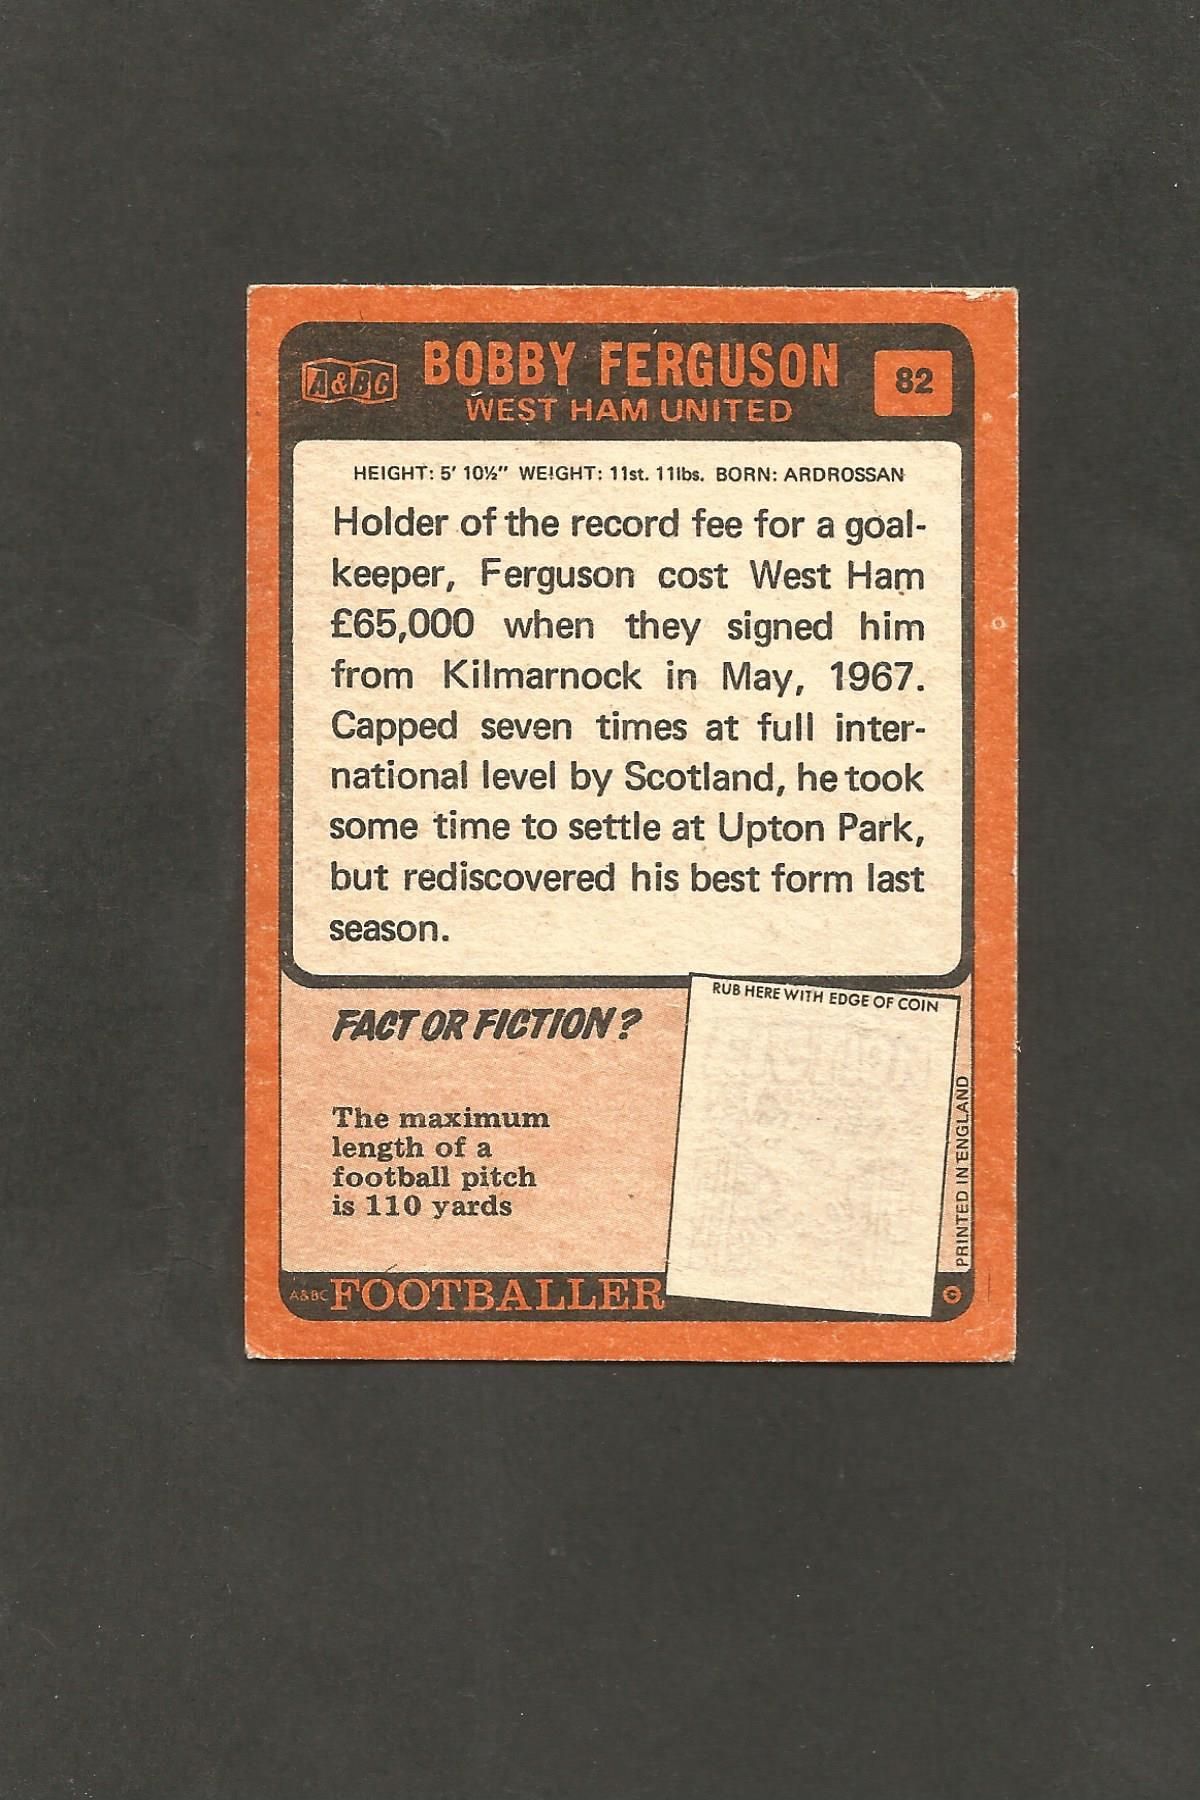 A&BC
BOBBY FERGUSON
82
WEST HAM UNITED
HEIGHT: 5' 10½" WEIGHT: 11st. 11lbs. BORN: ARDROSSAN
Holder of the record fee for a goal-
keeper, Ferguson cost West Ham
£65,000 when they signed him
from Kilmarnock in May, 1967.
Capped seven times at full inter-
national level by Scotland, he took
some time to settle at Upton Park,
but rediscovered his best form last
season.
FACT OR FICTION?
The maximum
length of a
football pitch
is 110 yards
RUB HERE WITH EDGE OF COIN
PRINTED IN ENGLAND
A&BC FOOTBALLER
©